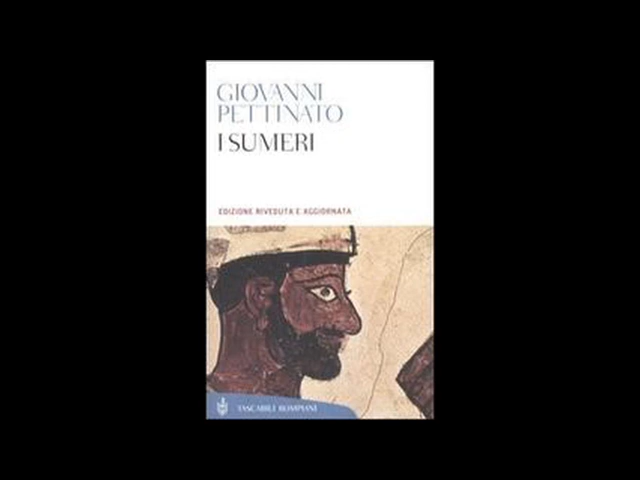 GIOVANNI
PETTINATO
I SUMERI
EDIZIONE RIVEDUTA E AGGIORNATA
TASCABILI BOMPIANI